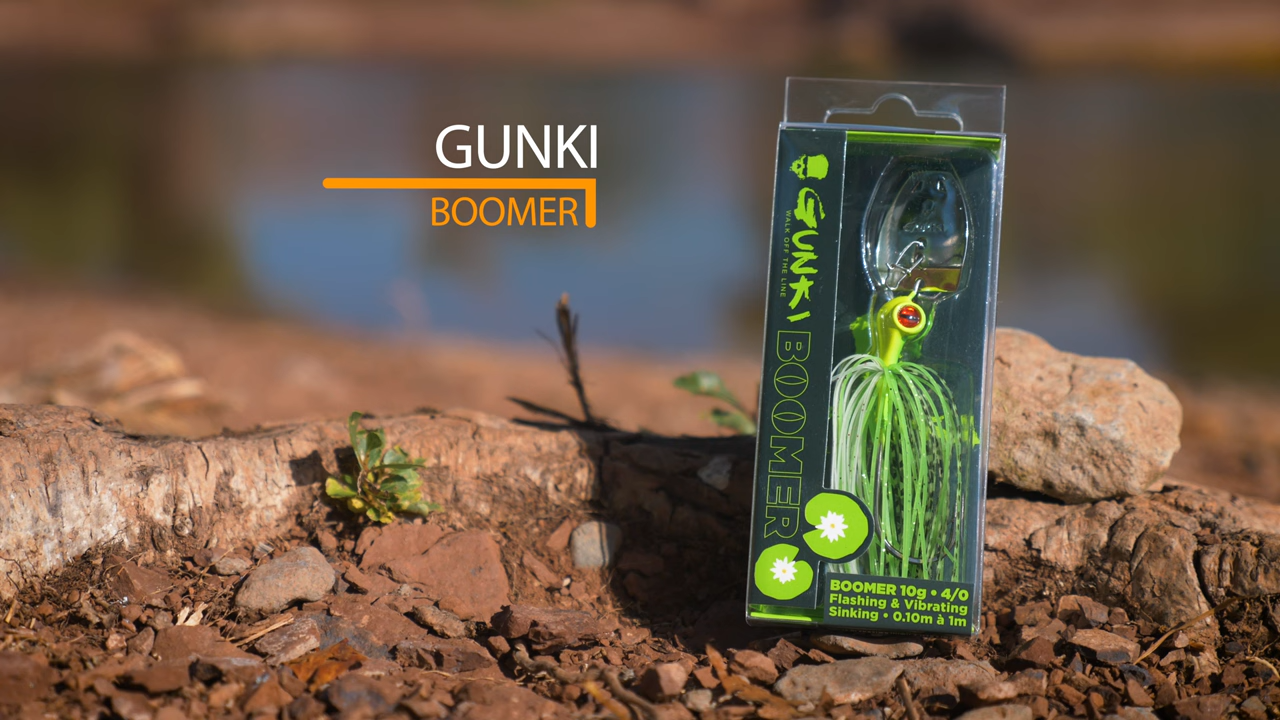 GUNKI
BOOMER
GUNKI
WALK OFF THE LINE
BOOMER
BOOMER 10g • 4/0
Flashing & Vibrating
Sinking • 0.10m à 1m